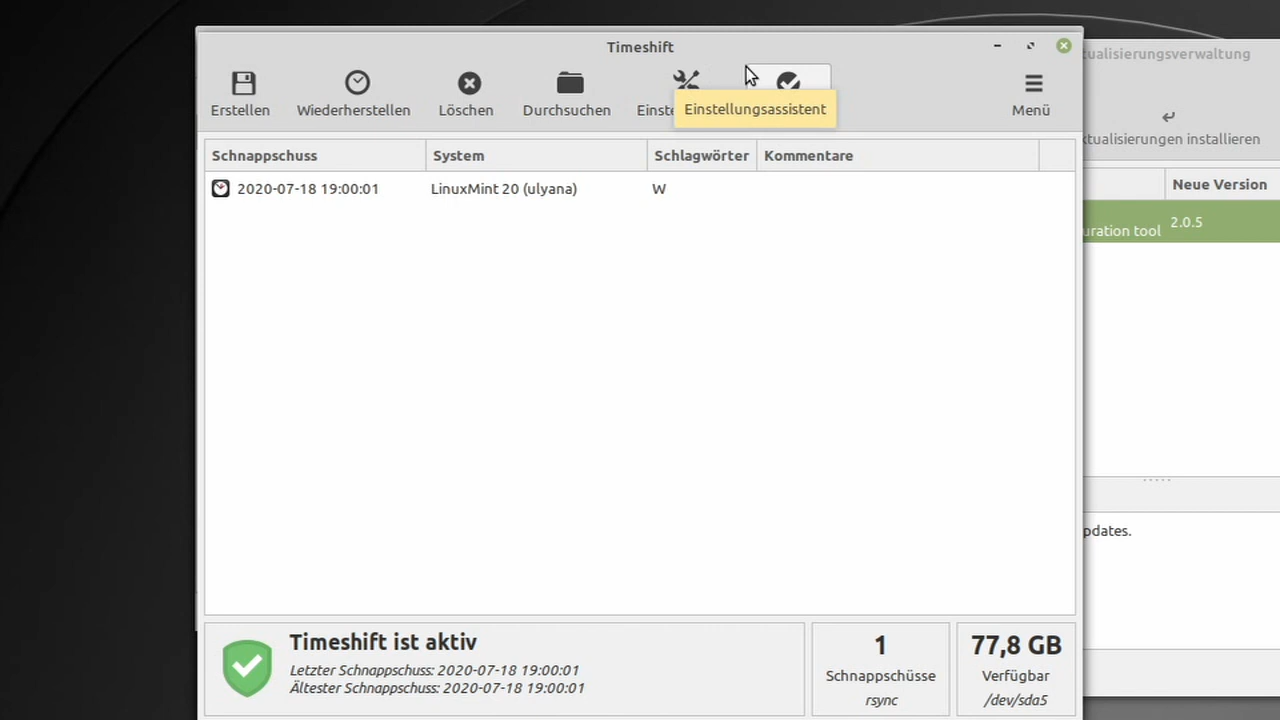 Timeshift
tualisierungsverwaltung
Erstellen
Wiederherstellen
Löschen
Durchsuchen
Einste
Einstellungsassistent
Menü
ktualisierungen installieren
Schnappschuss
System
Schlagwörter
Kommentare
Neue Version
2020-07-18 19:00:01
LinuxMint 20 (ulyana)
W
uration tool
2.0.5
pdates.
Timeshift ist aktiv
Letzter Schnappschuss: 2020-07-18 19:00:01
Ältester Schnappschuss: 2020-07-18 19:00:01
1
Schnappschüsse
rsync
77,8 GB
Verfügbar
/dev/sda5